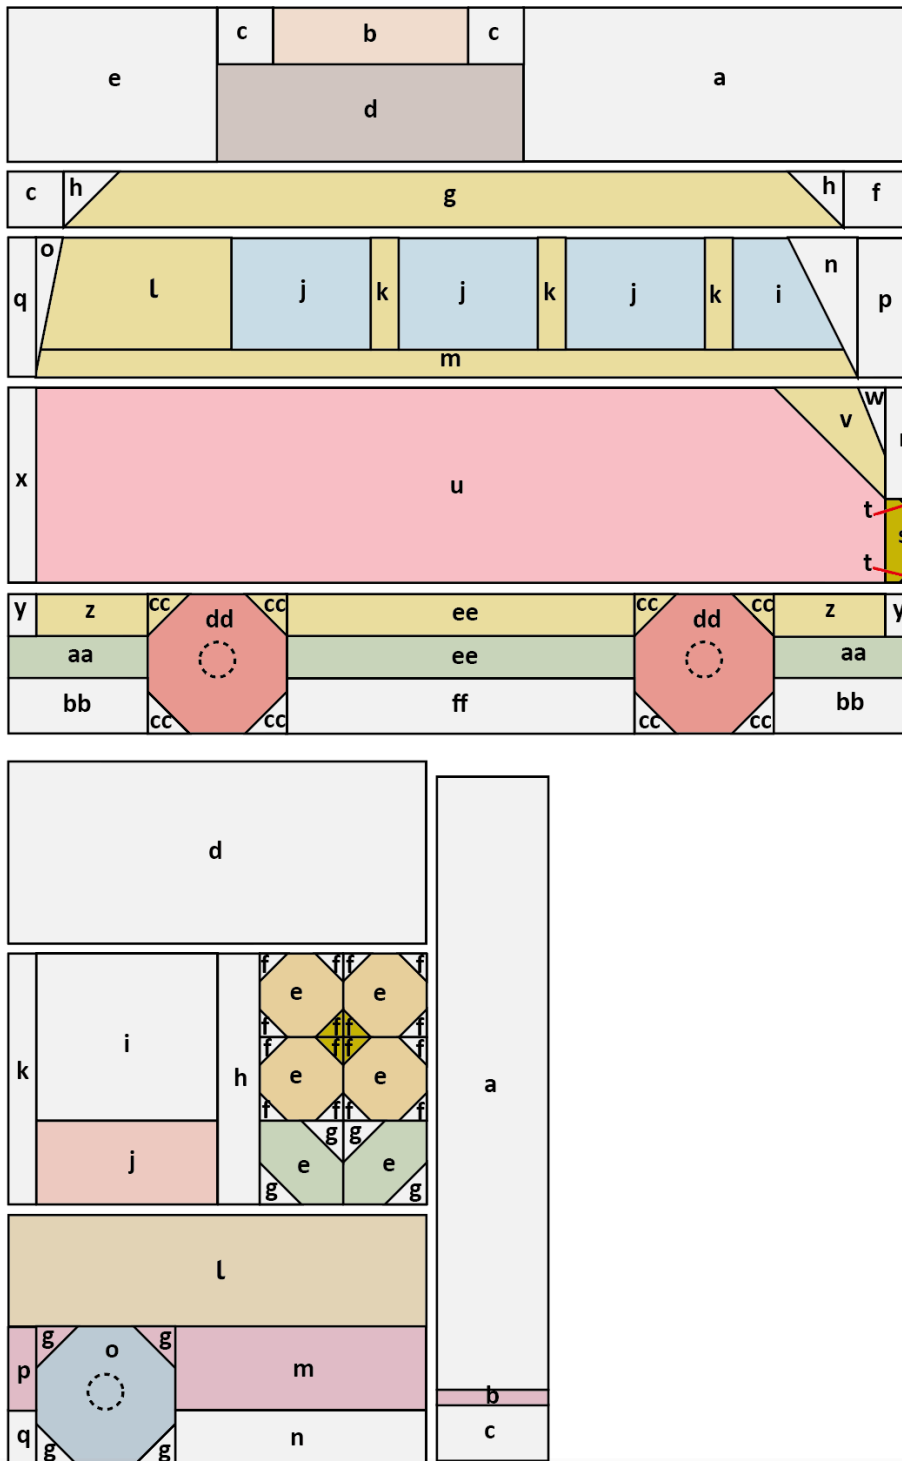 e c b c a
d
c h g h f
q o l j k j k j k i n p
m
x u v w
t
t
y z cc dd cc ee cc dd cc z y
aa ee aa
bb cc cc ff cc cc bb
d
f f f f
e e
f f f f
k i h f f f f a
e e
f f f f
j g g
e e
g g
l
g o g
p m
b
q g g n c